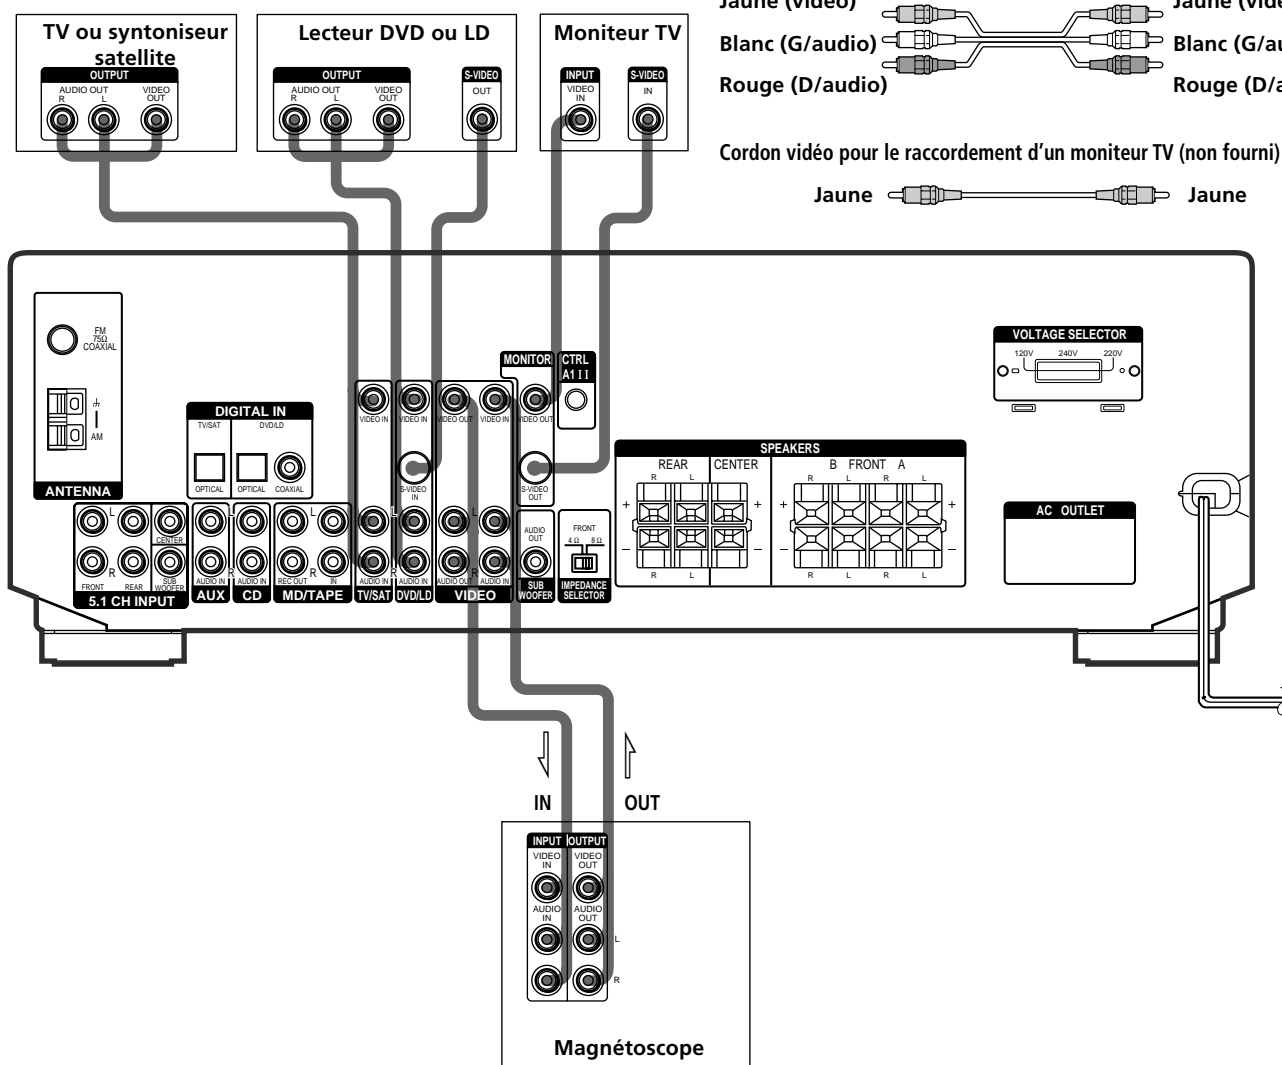 Jaune (vidéo)
Blanc (G/audio)
Blanc (G/au
Rouge (D/audio)
Rouge (D/a
Cordon vidéo pour le raccordement d’un moniteur TV (non fourni)
Jaune
Jaune
TV ou syntoniseur
satellite
OUTPUT
AUDIO OUT
R L
VIDEO
OUT
Lecteur DVD ou LD
OUTPUT
AUDIO OUT
R L
VIDEO
OUT
S-VIDEO
OUT
Moniteur TV
INPUT
VIDEO
IN
S-VIDEO
IN
FM
75Ω
COAXIAL
AM
ANTENNA
DIGITAL IN
TV/SAT
DVD/LD
OPTICAL
OPTICAL
COAXIAL
MONITOR
CTRL
A1 II
VIDEO IN
VIDEO IN
VIDEO OUT
VIDEO IN
VIDEO OUT
S-VIDEO
IN
S-VIDEO
OUT
L
R
CENTER
FRONT
REAR
SUB
WOOFER
5.1 CH INPUT
L
R
AUDIO IN
AUX
AUDIO IN
CD
L
R
REC OUT
IN
MD/TAPE
L
R
AUDIO IN
TV/SAT
AUDIO IN
DVD/LD
L
R
AUDIO OUT
AUDIO IN
VIDEO
AUDIO
OUT
SUB
WOOFER
FRONT
4 Ω 8 Ω
IMPEDANCE
SELECTOR
SPEAKERS
REAR
CENTER
B FRONT A
R L
R L R L
+ +
+ +
– –
– –
R L
R L R L
VOLTAGE SELECTOR
120V 240V 220V
AC OUTLET
IN
OUT
INPUT
OUTPUT
VIDEO
IN
VIDEO
OUT
AUDIO
IN
AUDIO
OUT
L
R
Magnétoscope